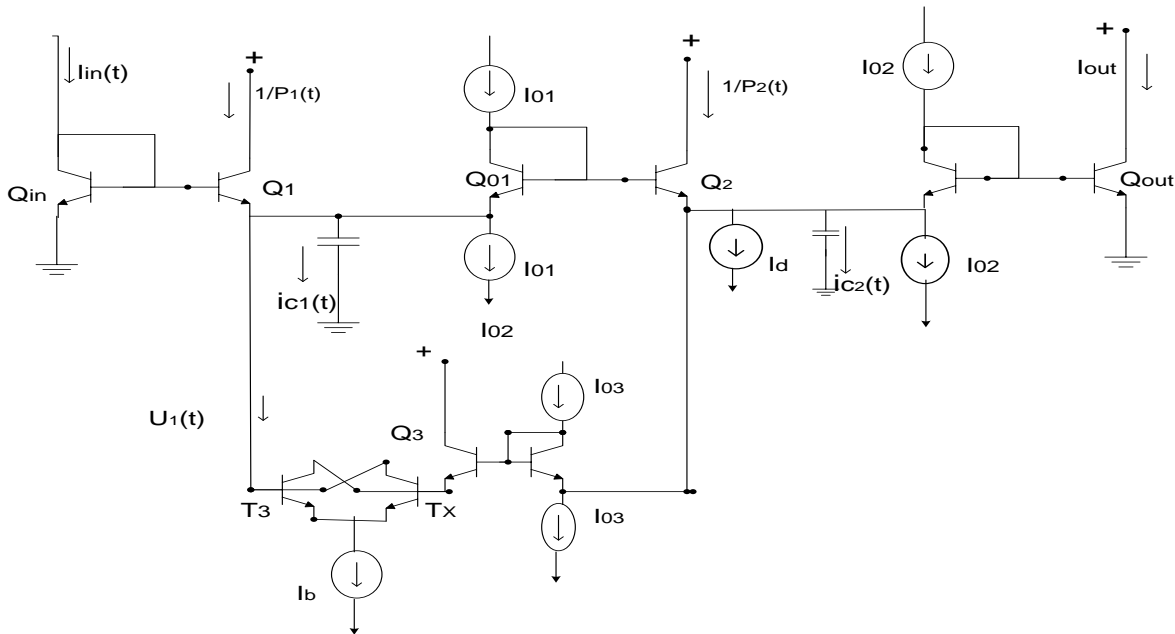 Iin(t)
+
1/P1(t)
I01
+
1/P2(t)
I02
+
Iout
Qin
Q1
Q01
Q2
Qout
ic1(t)
I01
Id
ic2(t)
I02
I02
+
U1(t)
Q3
I03
T3
Tx
I03
Ib